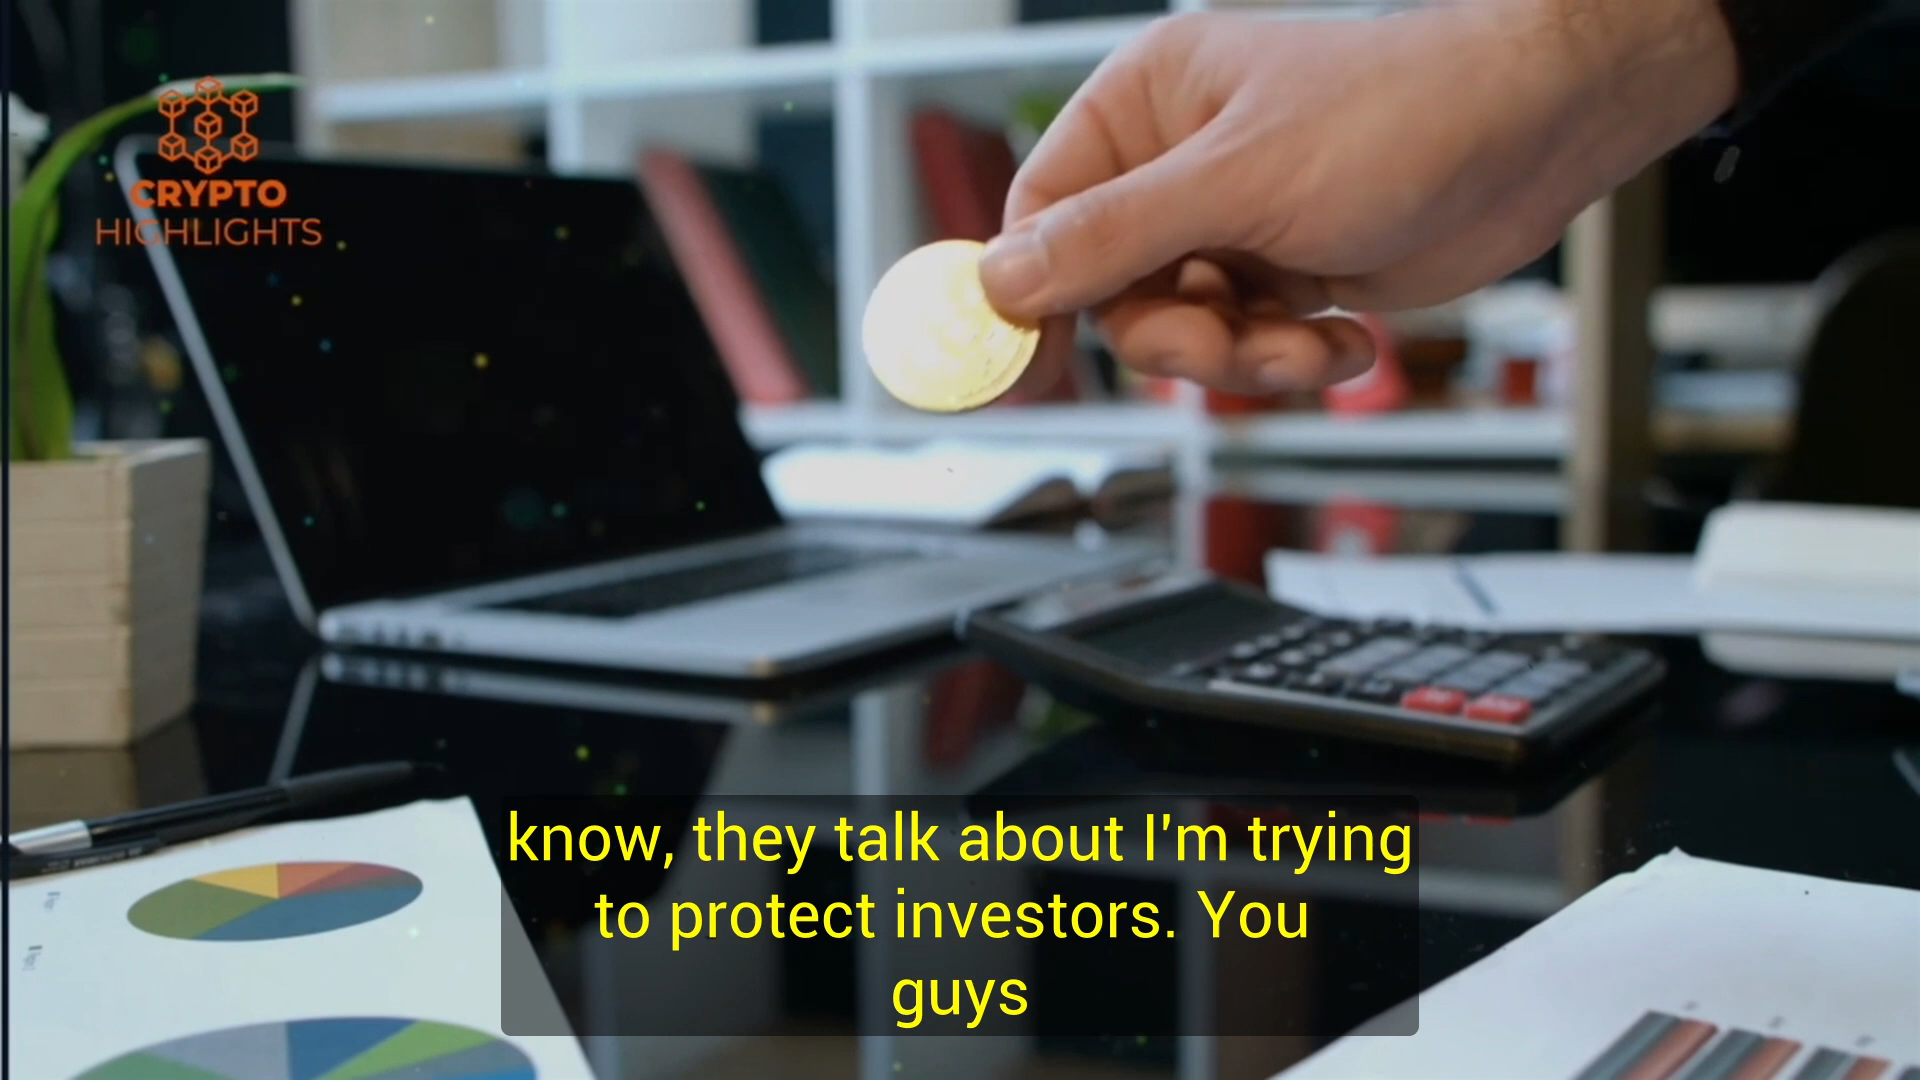 CRYPTO
HIGHLIGHTS
know, they talk about I'm trying
to protect investors. You
guys